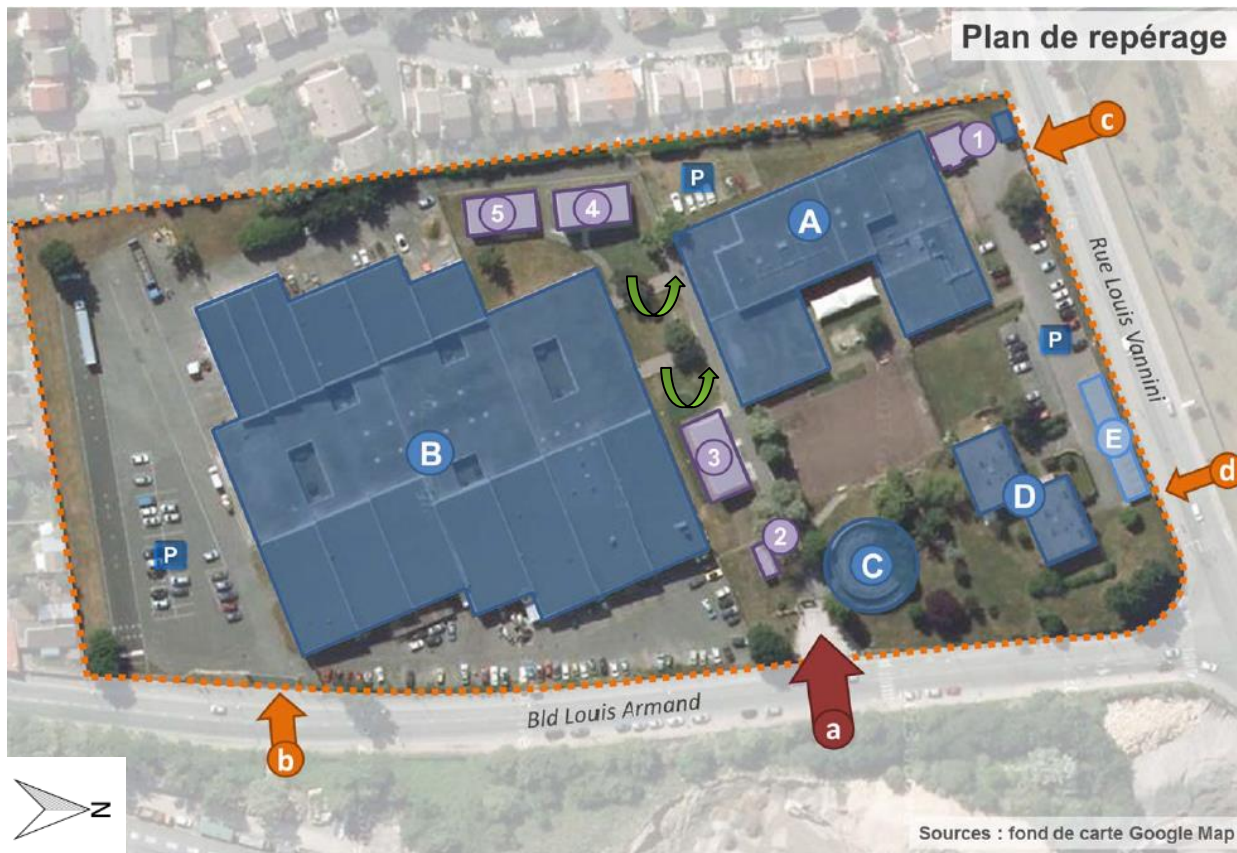 Plan de repérage
c
1
P
5
4
A
Rue Louis Vannini
P
E
B
3
d
D
2
P
C
Bld Louis Armand
a
b
N
Sources : fond de carte Google Map